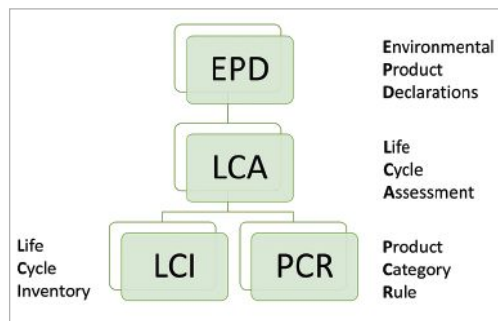 EPD
Environmental
Product
Declarations
LCA
Life
Cycle
Assessment
Life
Cycle
Inventory
LCI
PCR
Product
Category
Rule